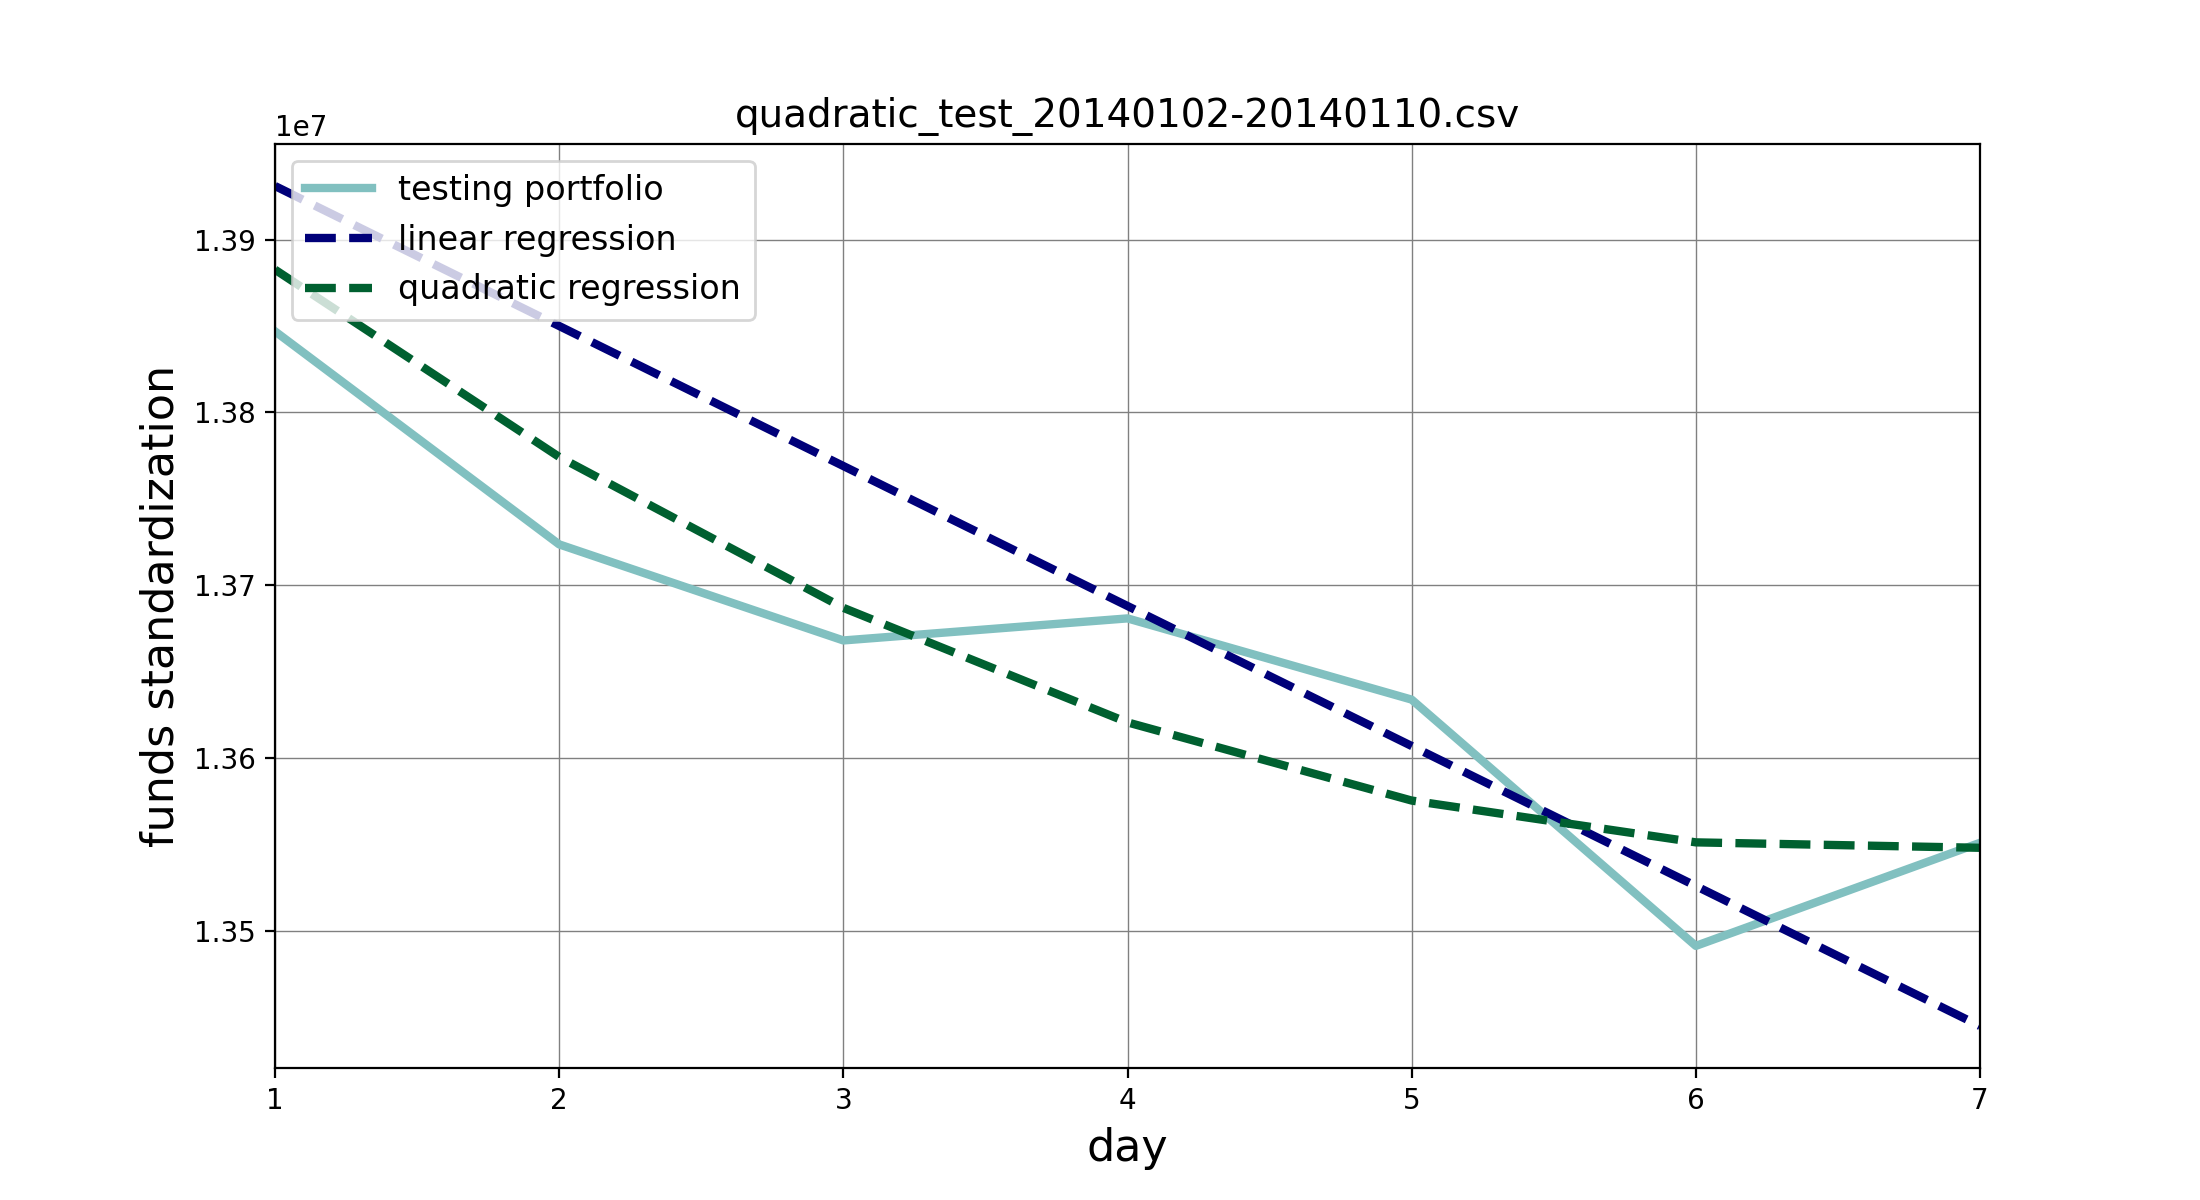 quadratic_test_20140102-20140110.csv
1e7
testing portfolio
linear regression
quadratic regression
funds standardization
1.39
1.38
1.37
1.36
1.35
1 2 3 4 5 6 7
day